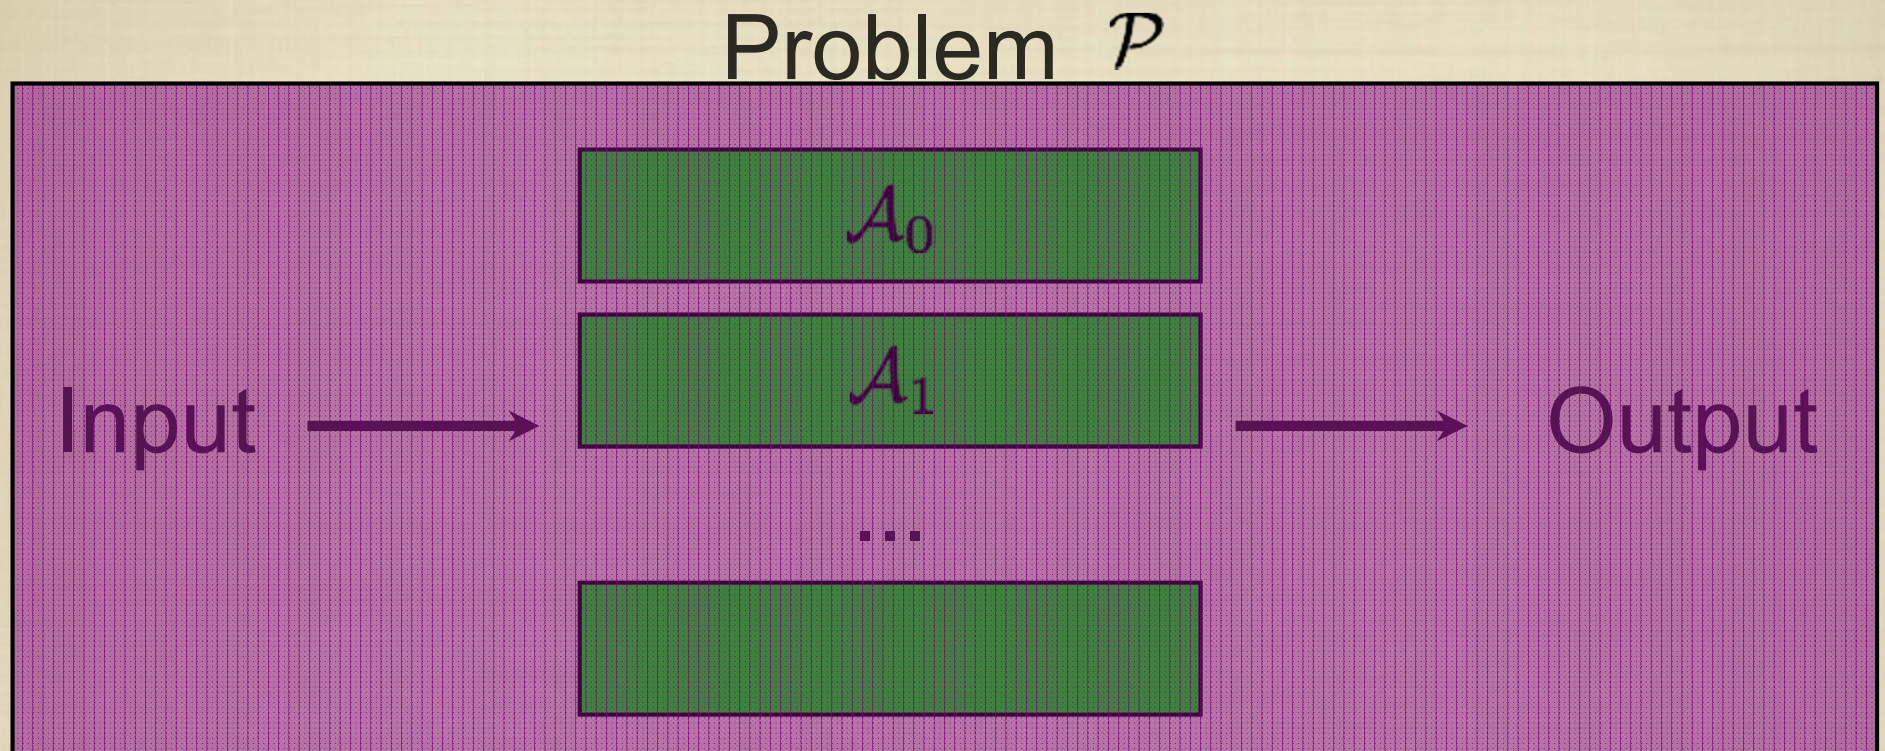 Problem 𝒫
𝒜₀
𝒜₁
Input
Output
...